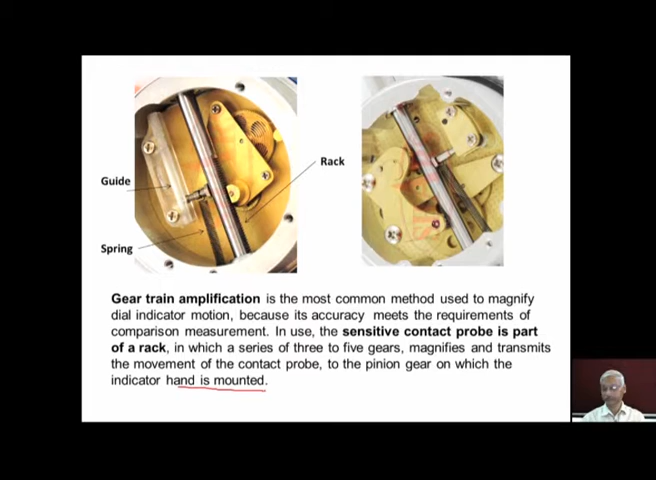 Guide
Rack
Spring
Gear train amplification is the most common method used to magnify
dial indicator motion, because its accuracy meets the requirements of
comparison measurement. In use, the sensitive contact probe is part
of a rack, in which a series of three to five gears, magnifies and transmits
the movement of the contact probe, to the pinion gear on which the
indicator hand is mounted.